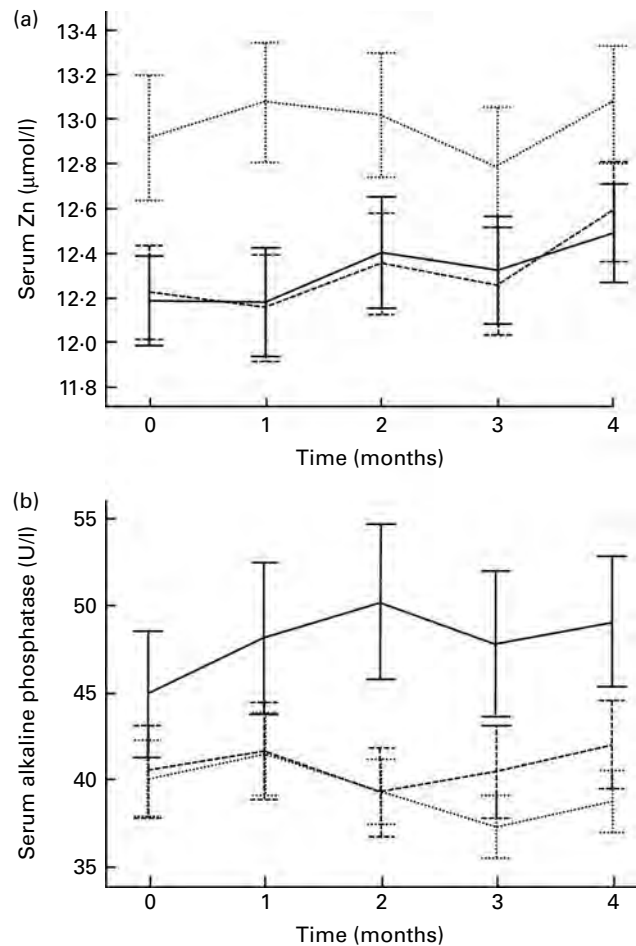 (a)
13·4
13·2
13·0
12·8
12·6
12·4
12·2
12·0
11·8
Serum Zn (µmol/l)
0 1 2 3 4
Time (months)
(b)
55
50
45
40
35
Serum alkaline phosphatase (U/l)
0 1 2 3 4
Time (months)